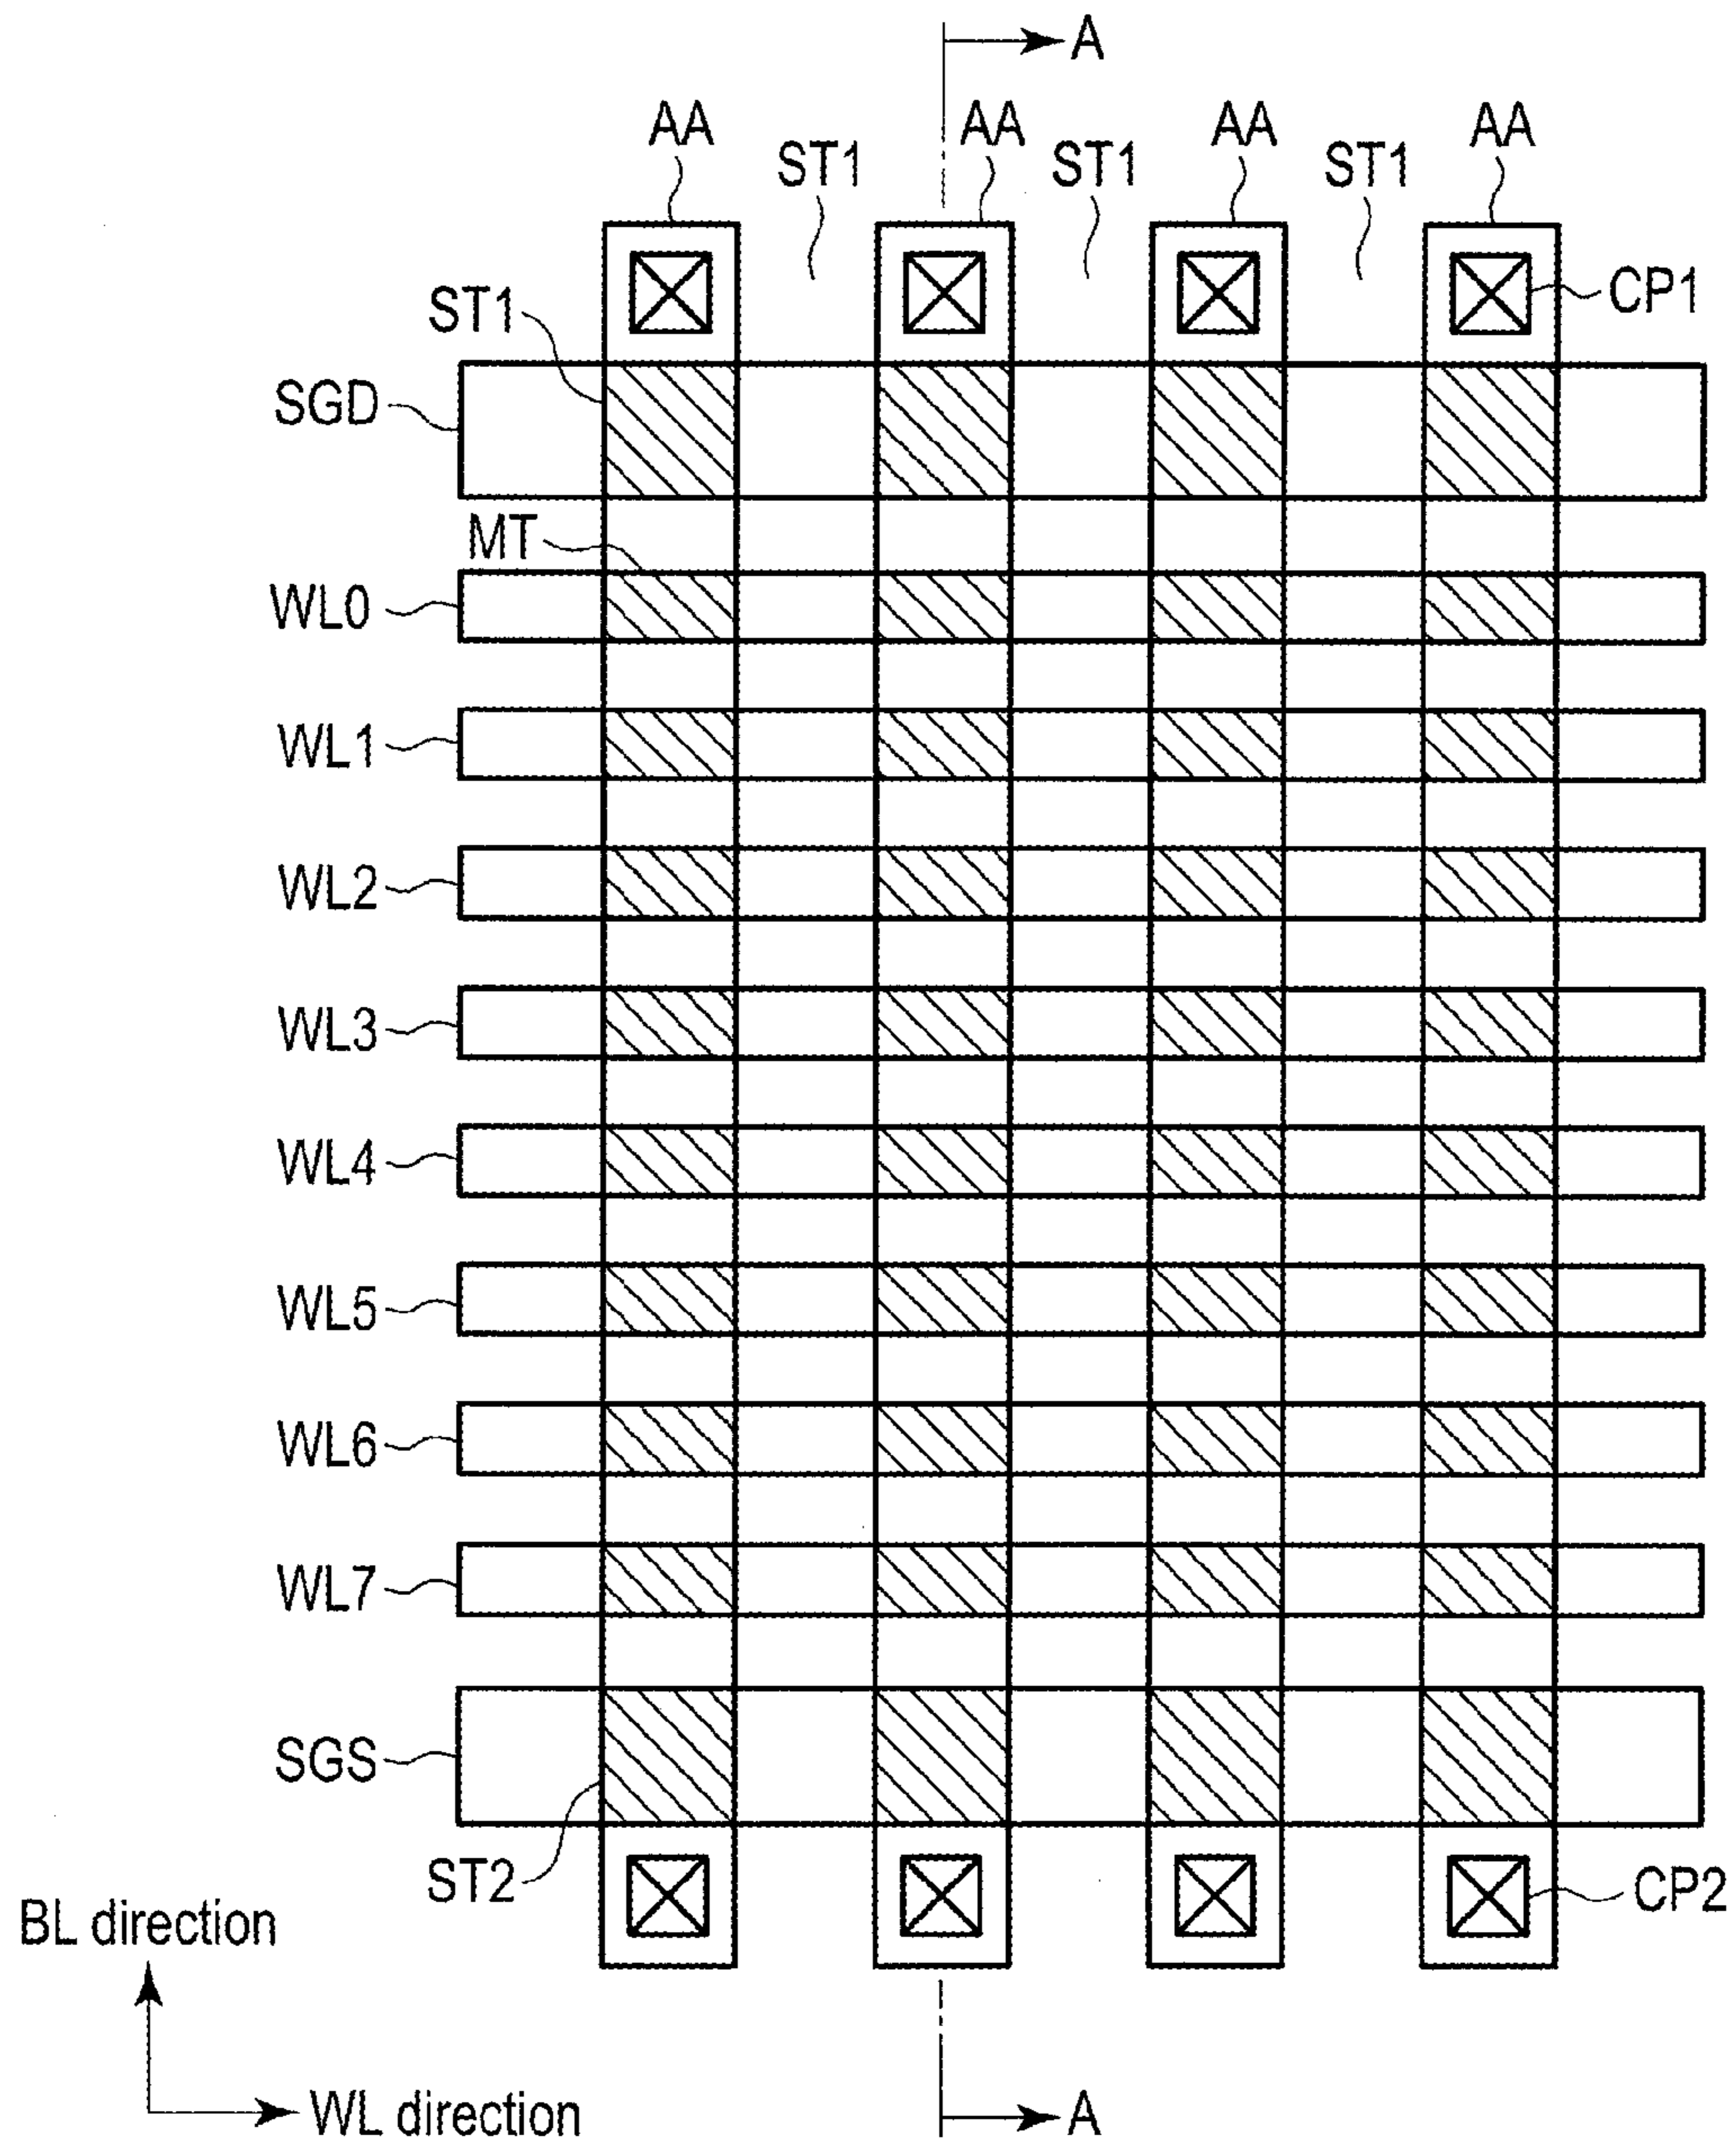 A
AA AA AA AA
ST1 ST1 ST1
CP1
ST1
SGD
MT
WL0
WL1
WL2
WL3
WL4
WL5
WL6
WL7
SGS
ST2
CP2
BL direction
WL direction
A